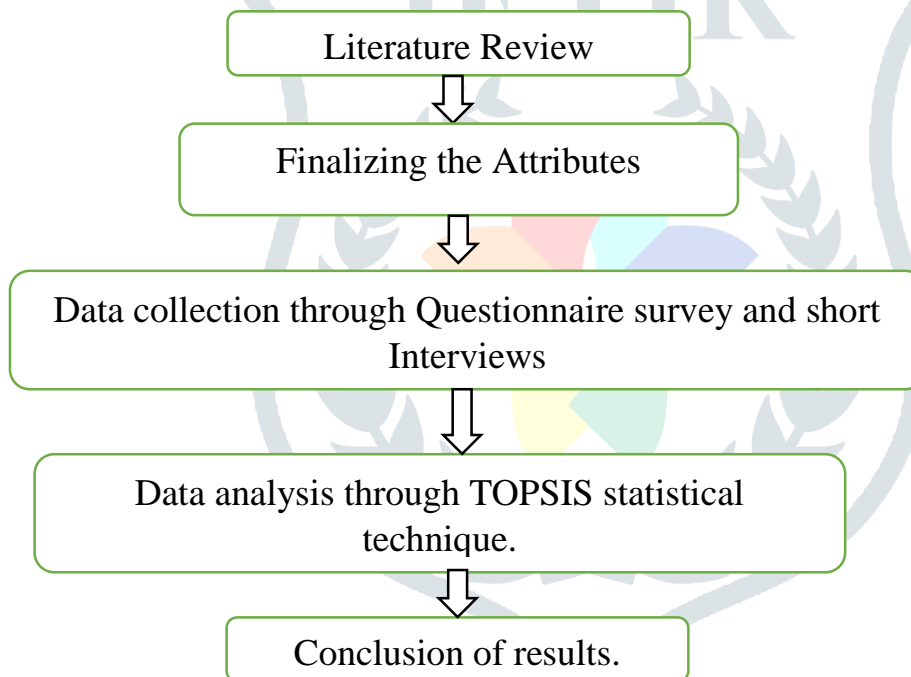 Literature Review
Finalizing the Attributes
Data collection through Questionnaire survey and short
Interviews
Data analysis through TOPSIS statistical
technique.
Conclusion of results.